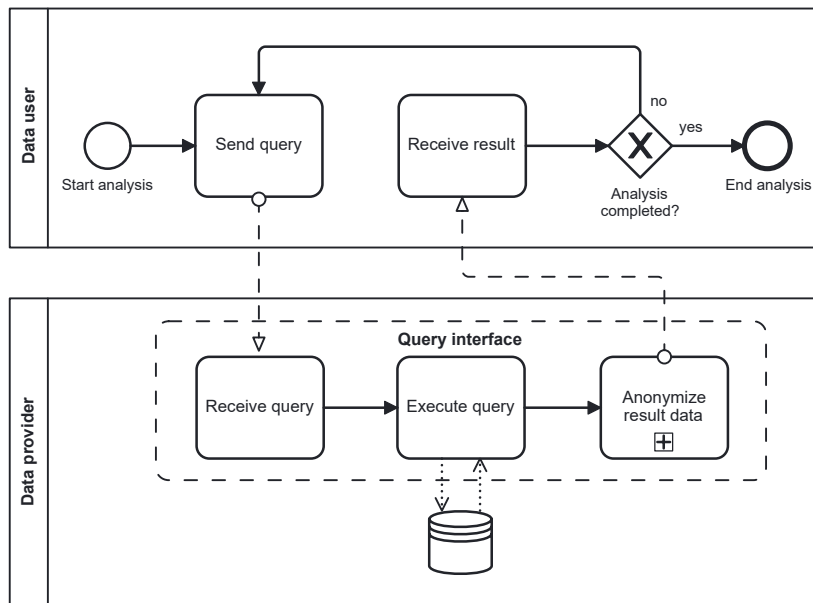 Data user
Start analysis
Send query
Receive result
no
yes
Analysis
completed?
End analysis
Data provider
Query interface
Receive query
Execute query
Anonymize
result data